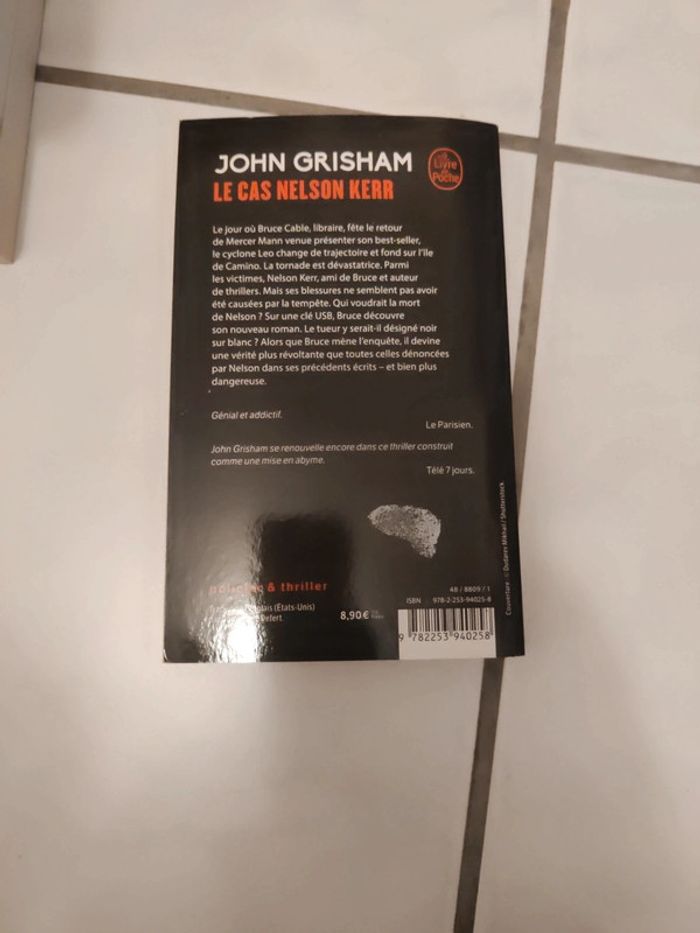 JOHN GRISHAM
LE CAS NELSON KERR
Le Livre de Poche
Le jour où Bruce Cable, libraire, fête le retour
de Mercer Mann venue présenter son best-seller,
le cyclone Leo change de trajectoire et fond sur l'île
de Camino. La tornade est dévastatrice. Parmi
les victimes, Nelson Kerr, ami de Bruce et auteur
de thrillers. Mais ses blessures ne semblent pas avoir
été causées par la tempête. Qui voudrait la mort
de Nelson ? Sur une clé USB, Bruce découvre
son nouveau roman. Le tueur y serait-il désigné noir
sur blanc ? Alors que Bruce mène l'enquête, il devine
une vérité plus révoltante que toutes celles dénoncées
par Nelson dans ses précédents écrits – et bien plus
dangereuse.
Génial et addictif.
Le Parisien.
John Grisham se renouvelle encore dans ce thriller construit
comme une mise en abyme.
Télé 7 jours.
policier & thriller
(États-Unis)
Defert
8,90 €
48 / 8809 / 1
ISBN 978-2-253-94025-8
9 782253 940258
Couverture : © Dudarev Mikhail / Shutterstock.